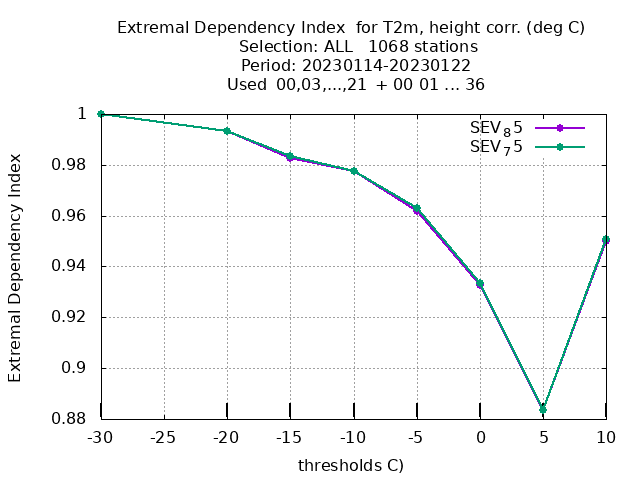 Extremal Dependency Index  for T2m, height corr. (deg C)
Selection: ALL   1068 stations
Period: 20230114-20230122
Used  00,03,...,21  + 00 01 ... 36
SEV₈5
SEV₇5
Extremal Dependency Index
1
0.98
0.96
0.94
0.92
0.9
0.88
-30 -25 -20 -15 -10 -5 0 5 10
thresholds C)